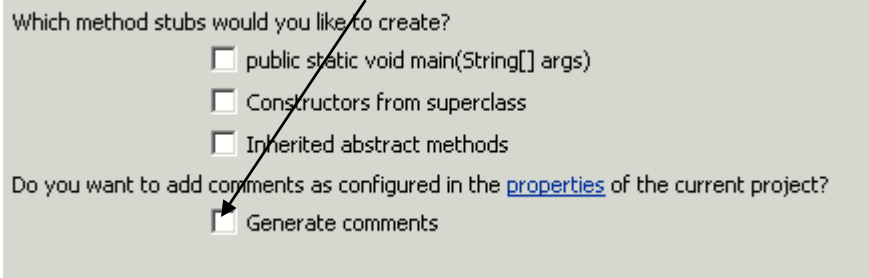 Which method stubs would you like to create?
public static void main(String[] args)
Constructors from superclass
Inherited abstract methods
Do you want to add comments as configured in the properties of the current project?
Generate comments